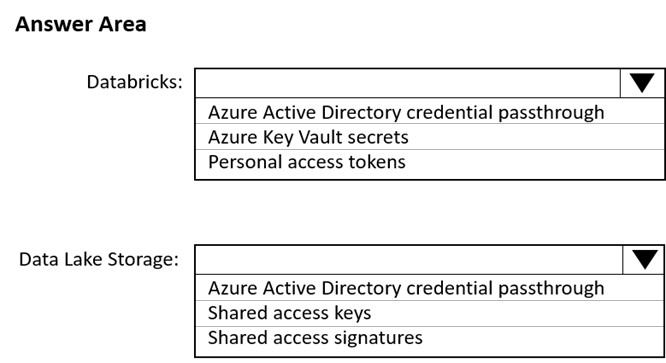 Answer Area
Databricks:
Azure Active Directory credential passthrough
Azure Key Vault secrets
Personal access tokens
Data Lake Storage:
Azure Active Directory credential passthrough
Shared access keys
Shared access signatures